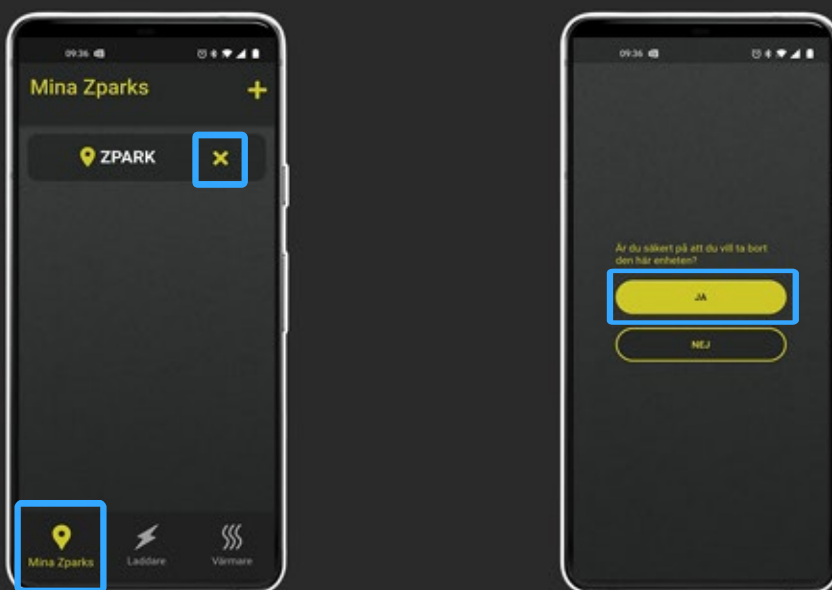 09:36
Mina Zparks
ZPARK
Mina Zparks
Laddare
Värmare
09:36
Är du säkert på att du vill ta bort
den här enheten?
JA
NEJ